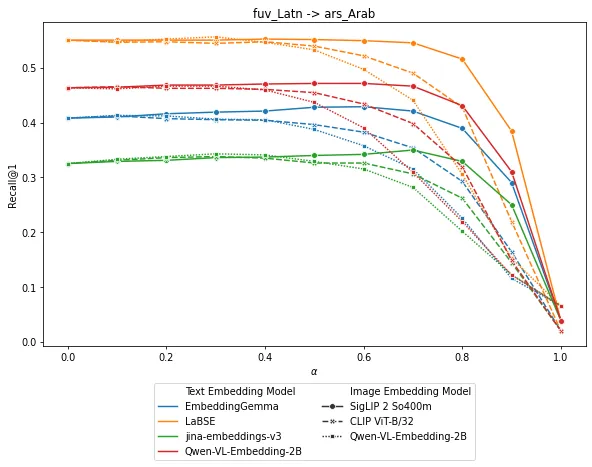 fuv_Latn -> ars_Arab
Recall@1
0.5
0.4
0.3
0.2
0.1
0.0
0.0 0.2 0.4 0.6 0.8 1.0
α
Text Embedding Model Image Embedding Model
EmbeddingGemma SigLIP 2 So400m
LaBSE CLIP ViT-B/32
jina-embeddings-v3 Qwen-VL-Embedding-2B
Qwen-VL-Embedding-2B